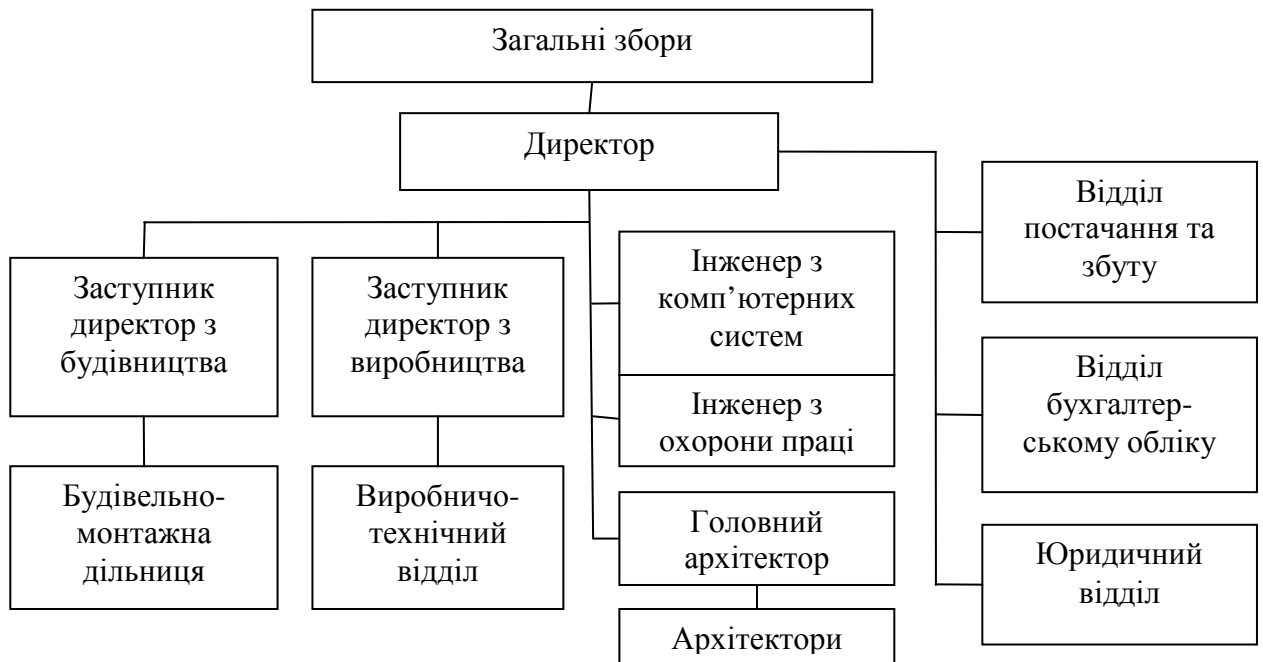 Загальні збори
Директор
Відділ
постачання та
збуту
Інженер з
комп’ютерних
систем
Заступник
директор з
будівництва
Заступник
директор з
виробництва
Відділ
бухгалтер-
ському обліку
Інженер з
охорони праці
Будівельно-
монтажна
дільниця
Виробничо-
технічний
відділ
Головний
архітектор
Юридичний
відділ
Архітектори